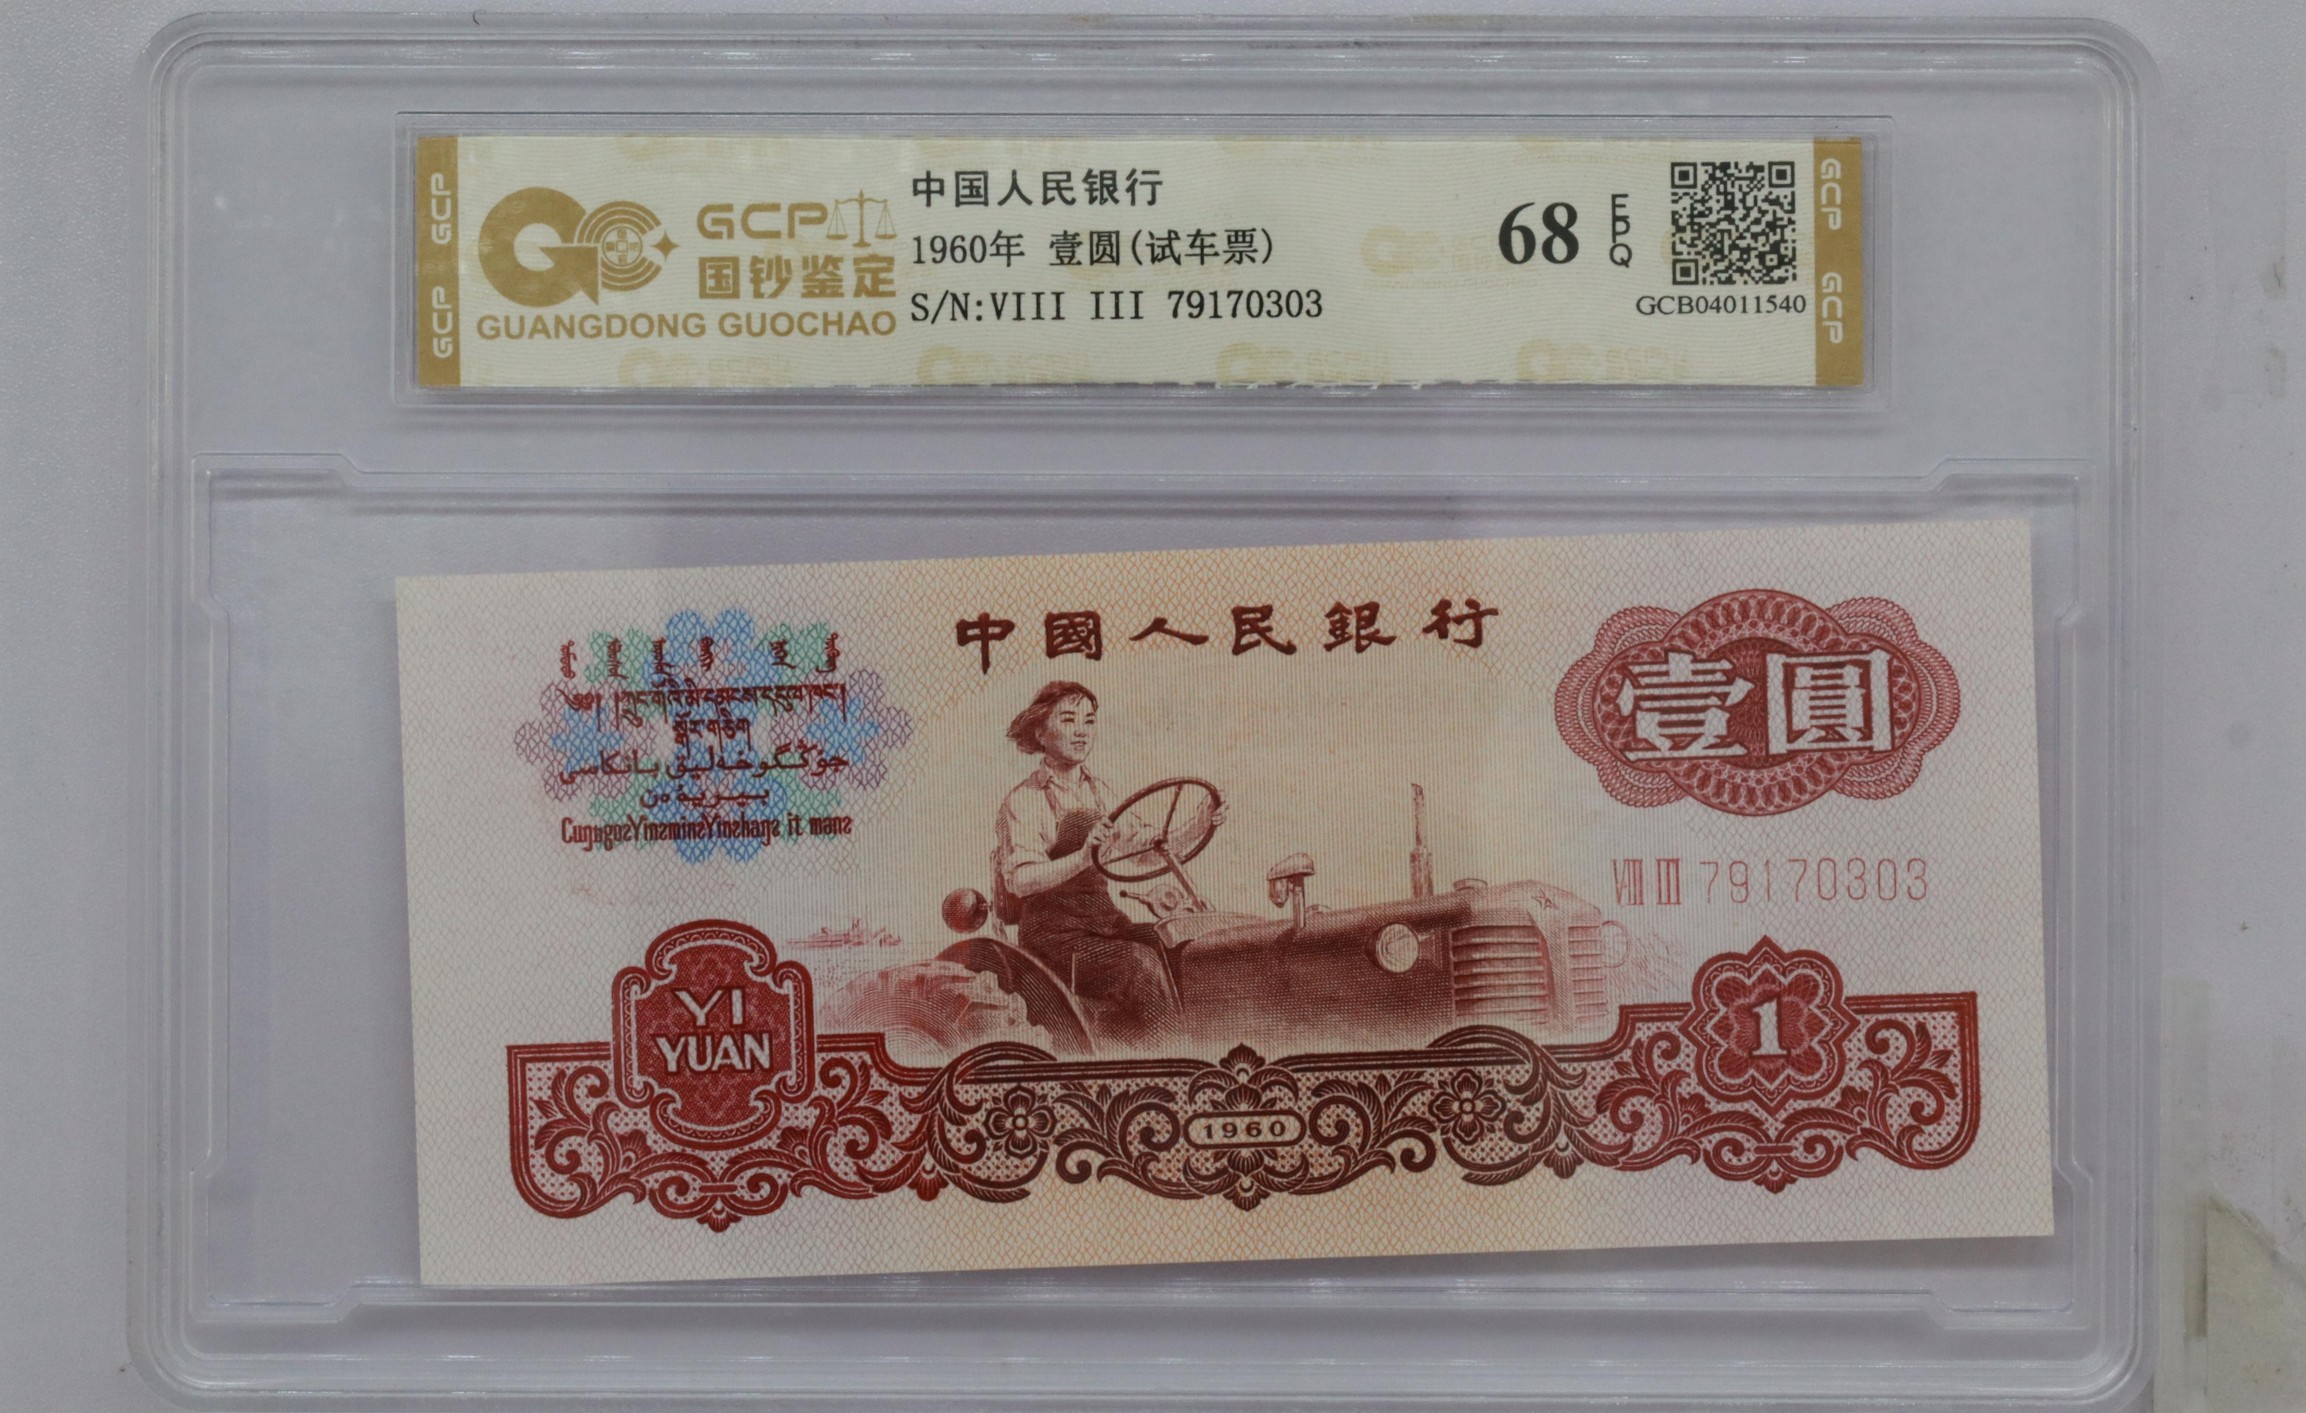 GCP GCP
GCP
国钞鉴定
GUANGDONG GUOCHAO
中国人民银行
1960年 壹圆(试车票)
S/N:VIII III 79170303
68 EPQ
GCB04011540
GCP GCP
中國人民銀行
壹圓
VIII III 79170303
YI
YUAN
1
1960